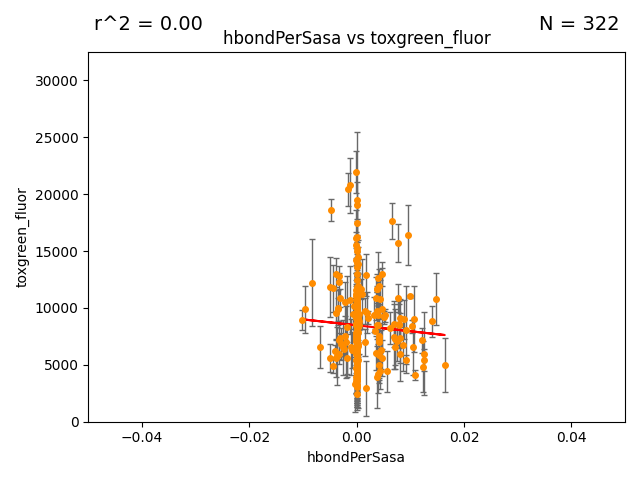 r^2 = 0.00
N = 322
hbondPerSasa vs toxgreen_fluor
30000
25000
20000
15000
10000
5000
0
toxgreen_fluor
−0.04
−0.02
0.00
0.02
0.04
hbondPerSasa